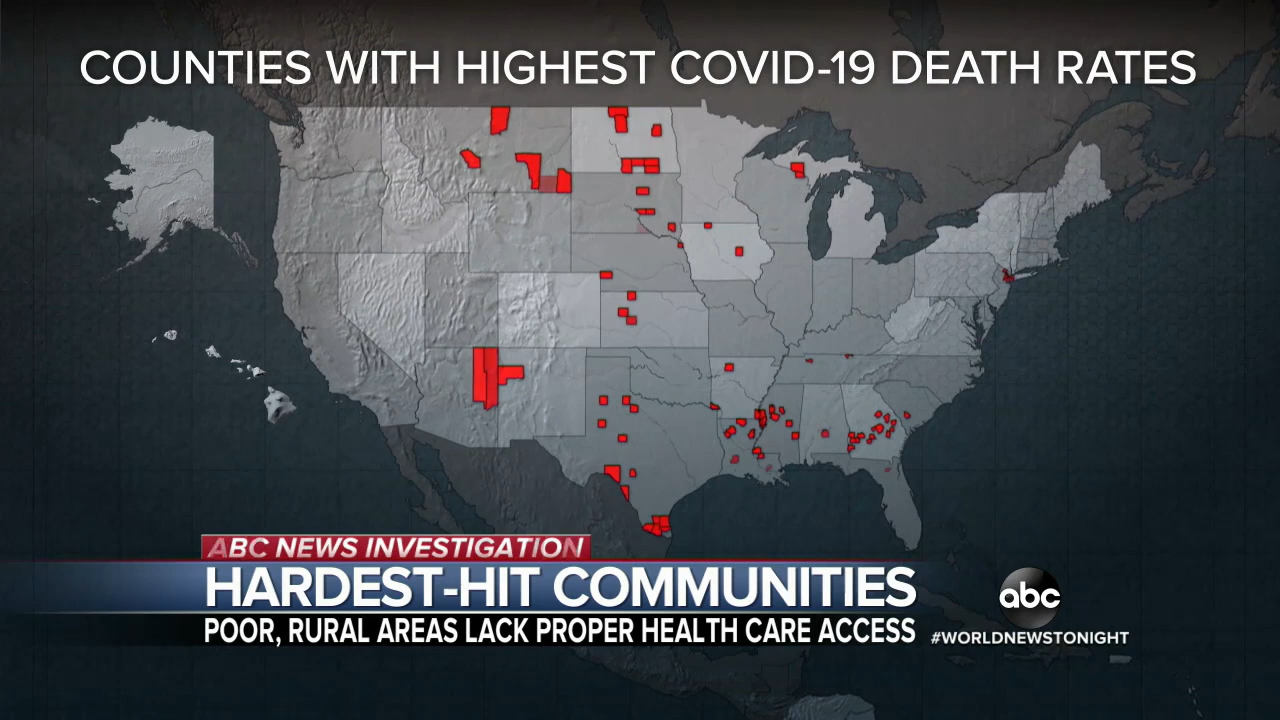 COUNTIES WITH HIGHEST COVID-19 DEATH RATES
ABC NEWS INVESTIGATION
HARDEST-HIT COMMUNITIES
POOR, RURAL AREAS LACK PROPER HEALTH CARE ACCESS
abc
#WORLDNEWSTONIGHT